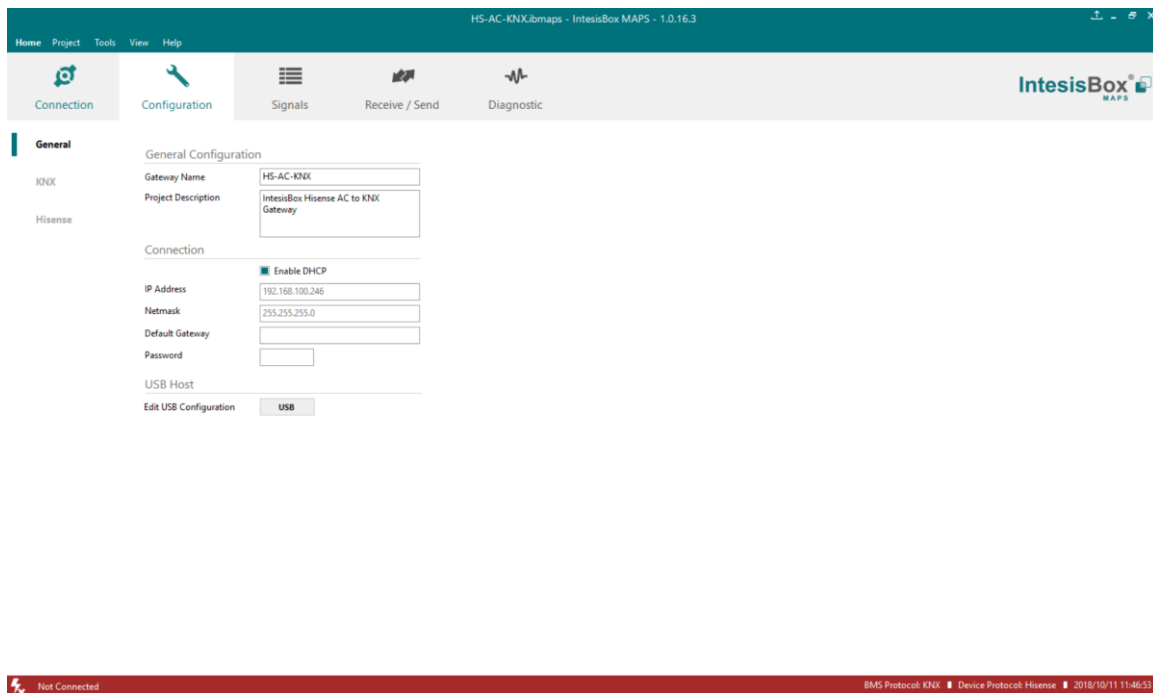 HS-AC-KNX.ibmaps - IntesisBox MAPS - 1.0.16.3
Home Project Tools View Help
Connection Configuration Signals Receive / Send Diagnostic
IntesisBox® MAPS
General
KNX
Hisense
General Configuration
Gateway Name HS-AC-KNX
Project Description IntesisBox Hisense AC to KNX
Gateway
Connection
Enable DHCP
IP Address 192.168.100.246
Netmask 255.255.255.0
Default Gateway
Password
USB Host
Edit USB Configuration USB
Not Connected BMS Protocol: KNX Device Protocol: Hisense 2018/10/11 11:46:53